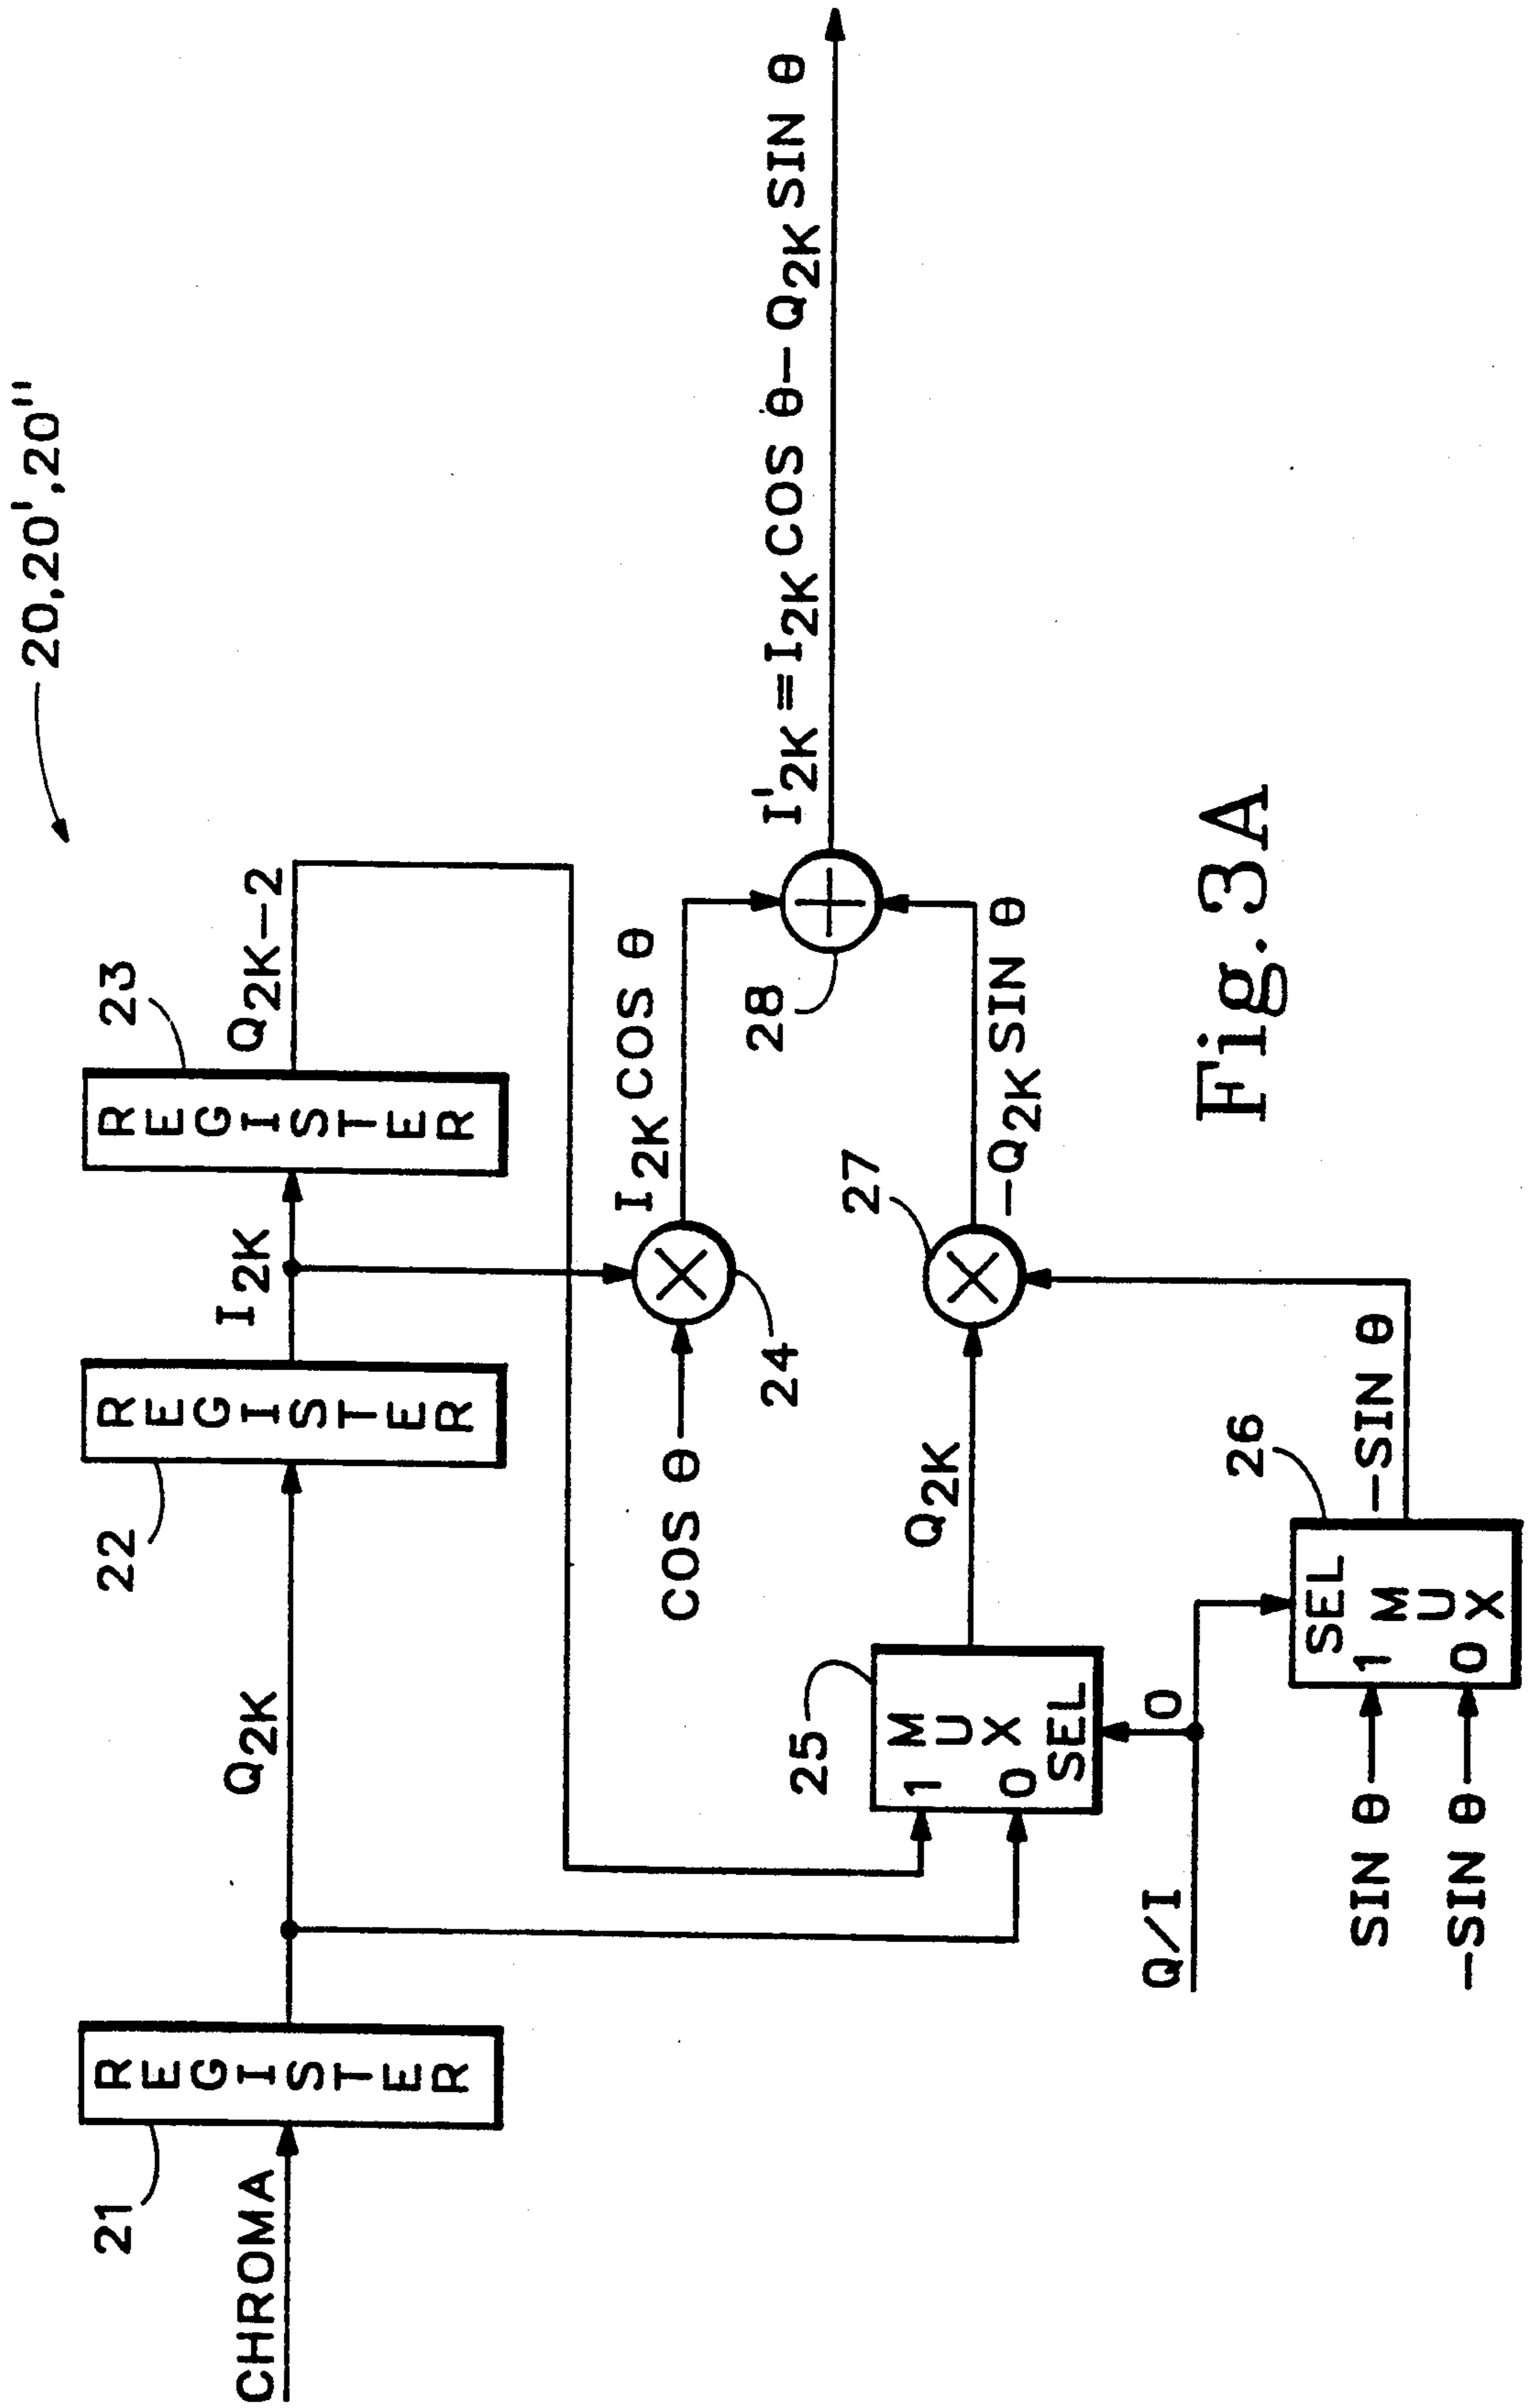 20,20',20''
CHROMA
21
REGISTER
Q2K
22
REGISTER
I2K
23
REGISTER
Q2K-2
COS θ
24
I2K COS θ
28
I'2K=I2K COS θ-Q2K SIN θ
25
1 MUX
0
SEL
Q2K
27
-Q2K SIN θ
Q/I
0
26
SEL
1 MUX
0
SIN θ
-SIN θ
-SIN θ
Fig. 3A